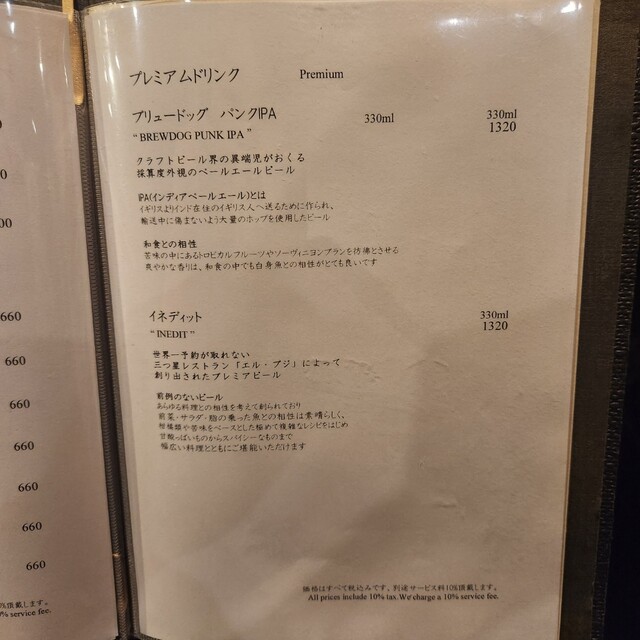 プレミアムドリンク Premium
ブリュードッグ パンクIPA 330ml 330ml
“ BREWDOG PUNK IPA ” 1320
クラフトビール界の異端児がおくる
採算度外視のペールエールビール
IPA(インディアペールエール)とは
イギリスよりインド在住のイギリス人へ送るために作られ、
輸送中に傷まないよう大量のホップを使用したビール
和食との相性
苦味の中にあるトロピカルフルーツやソーヴィニヨンブランを彷彿とさせる
爽やかな香りは、和食の中でも白身魚との相性がとても良いです
イネディット 330ml
“ INEDIT ” 1320
世界一予約が取れない
三つ星レストラン「エル・ブジ」によって
創り出されたプレミアビール
前例のないビール
あらゆる料理との相性を考えて創られており
前菜・サラダ・脂の乗った魚との相性は素晴らしく、
柑橘類や苦味をベースとした極めて複雑なレシピをはじめ
甘酸っぱいものからスパイシーなものまで
幅広い料理とともにご堪能いただけます
価格はすべて税込みです。別途サービス料10%頂戴します。
All prices include 10% tax.We charge a 10% service fee.
0
0
00
660
660
660
660
660
660
%頂戴します。
0% service fee.